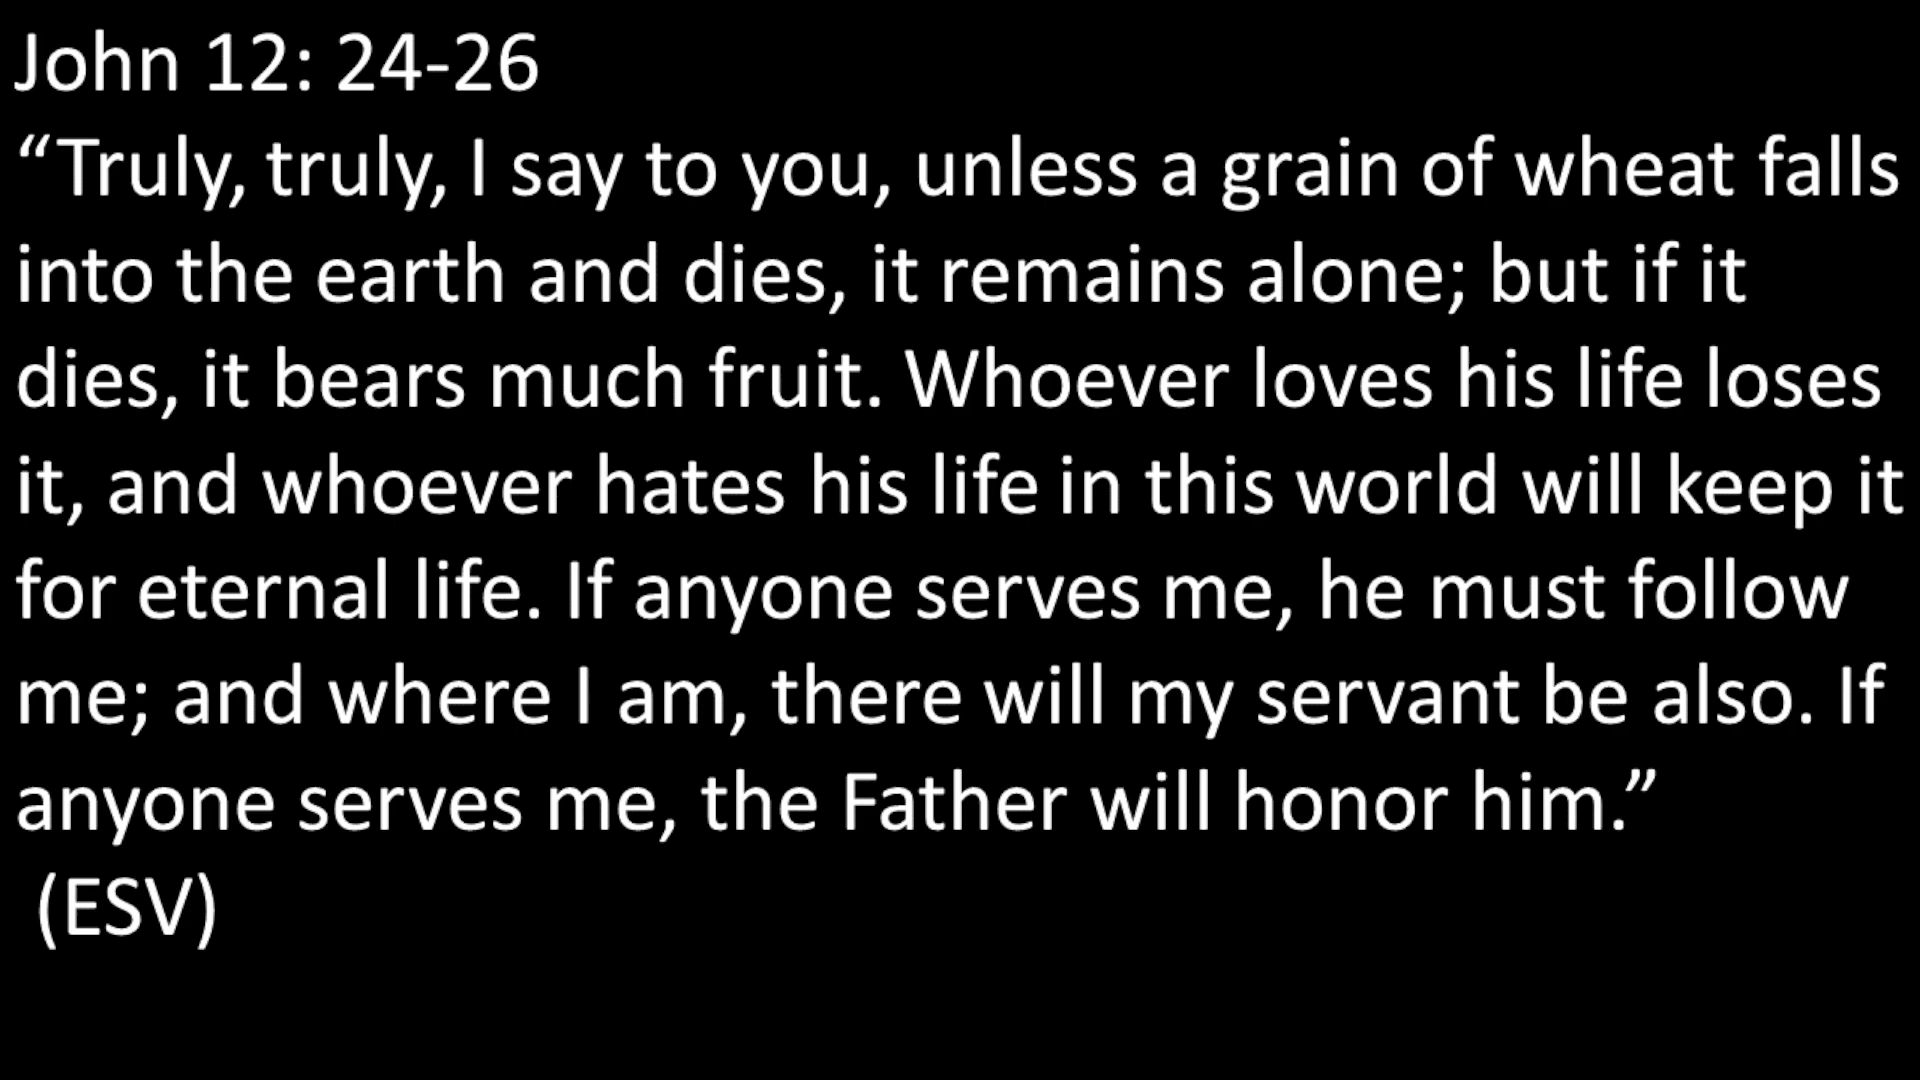 John 12: 24-26
“Truly, truly, I say to you, unless a grain of wheat falls
into the earth and dies, it remains alone; but if it
dies, it bears much fruit. Whoever loves his life loses
it, and whoever hates his life in this world will keep it
for eternal life. If anyone serves me, he must follow
me; and where I am, there will my servant be also. If
anyone serves me, the Father will honor him.”
(ESV)